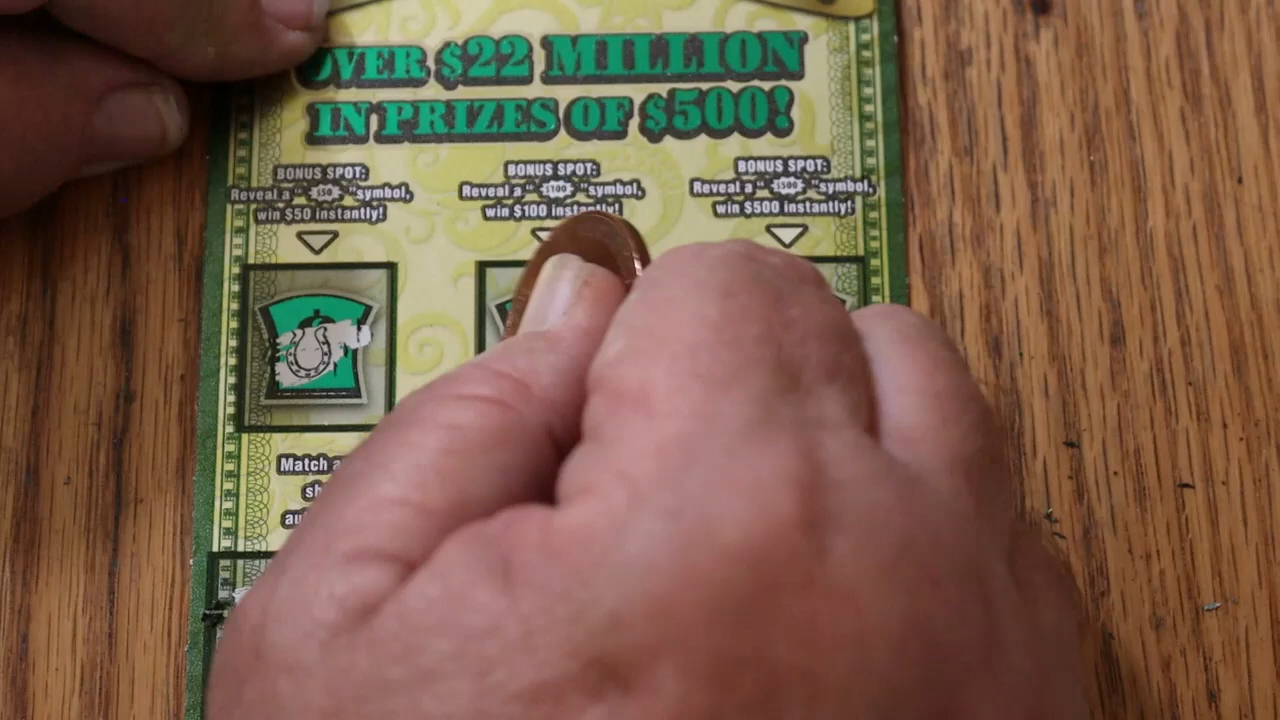 OVER $22 MILLION
IN PRIZES OF $500!
BONUS SPOT:
Reveal a " $50 "symbol,
win $50 instantly!
BONUS SPOT:
Reveal a " $100 "symbol,
win $100 instantly!
BONUS SPOT:
Reveal a " $500 "symbol,
win $500 instantly!
Match